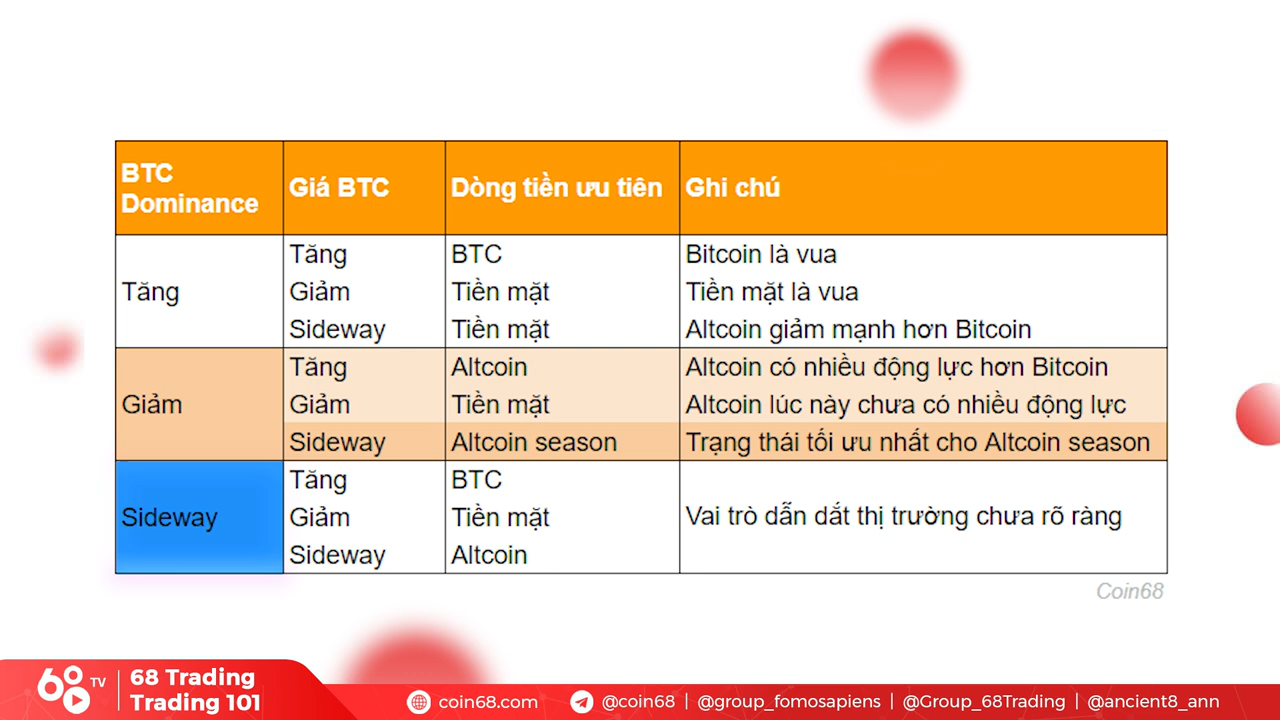 BTC Dominance
Giá BTC
Dòng tiền ưu tiên
Ghi chú
Tăng
Tăng
BTC
Bitcoin là vua
Giảm
Tiền mặt
Tiền mặt là vua
Sideway
Tiền mặt
Altcoin giảm mạnh hơn Bitcoin
Giảm
Tăng
Altcoin
Altcoin có nhiều động lực hơn Bitcoin
Giảm
Tiền mặt
Altcoin lúc này chưa có nhiều động lực
Sideway
Altcoin season
Trạng thái tối ưu nhất cho Altcoin season
Sideway
Tăng
BTC
Giảm
Tiền mặt
Vai trò dẫn dắt thị trường chưa rõ ràng
Sideway
Altcoin
Coin68
68 TV
68 Trading
Trading 101
coin68.com
@coin68 | @group_fomosapiens | @Group_68Trading | @ancient8_ann